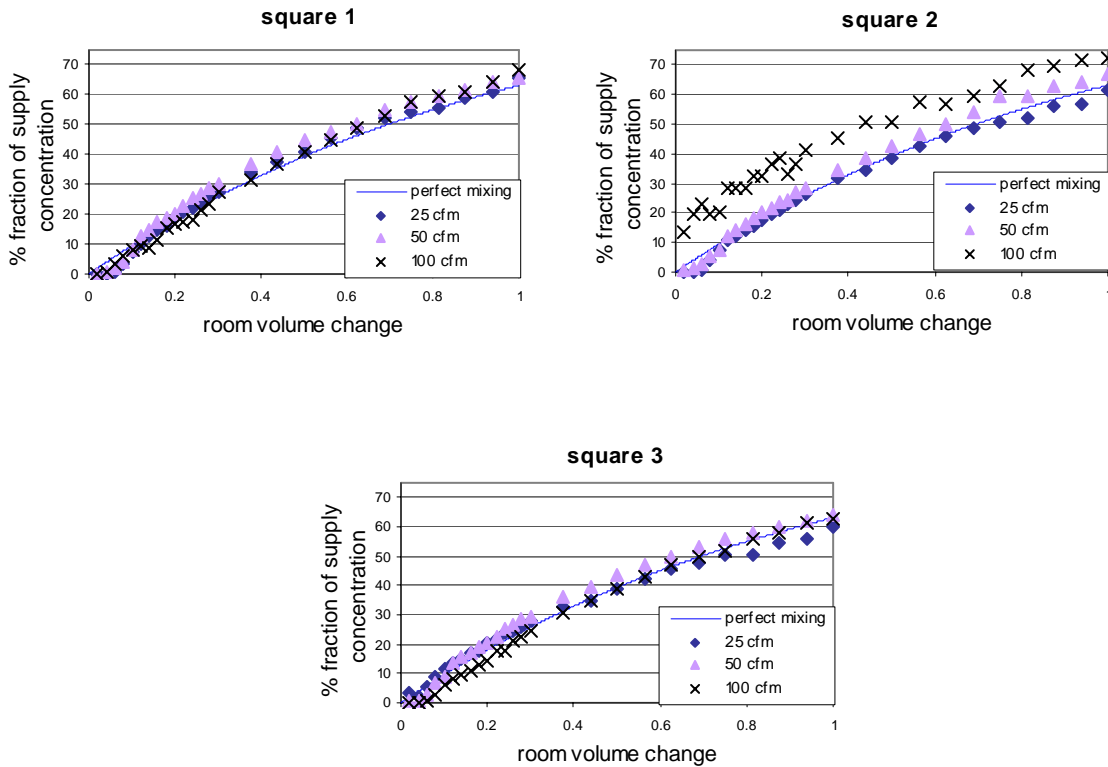 square 1
% fraction of supply
concentration
70
60
50
40
30
20
10
0
perfect mixing
25 cfm
50 cfm
100 cfm
0
0.2
0.4
0.6
0.8
1
room volume change
square 2
% fraction of supply
concentration
70
60
50
40
30
20
10
0
perfect mixing
25 cfm
50 cfm
100 cfm
0
0.2
0.4
0.6
0.8
1
room volume change
square 3
% fraction of supply
concentration
70
60
50
40
30
20
10
0
perfect mixing
25 cfm
50 cfm
100 cfm
0
0.2
0.4
0.6
0.8
1
room volume change